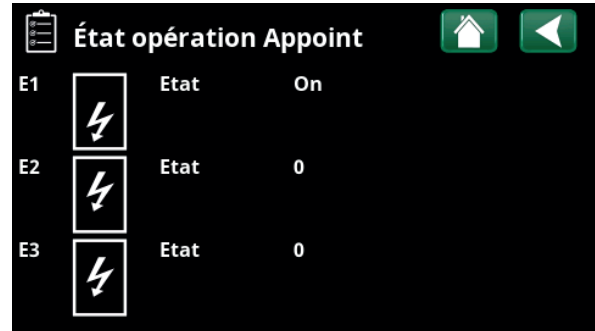 État opération Appoint
E1 Etat On
E2 Etat 0
E3 Etat 0